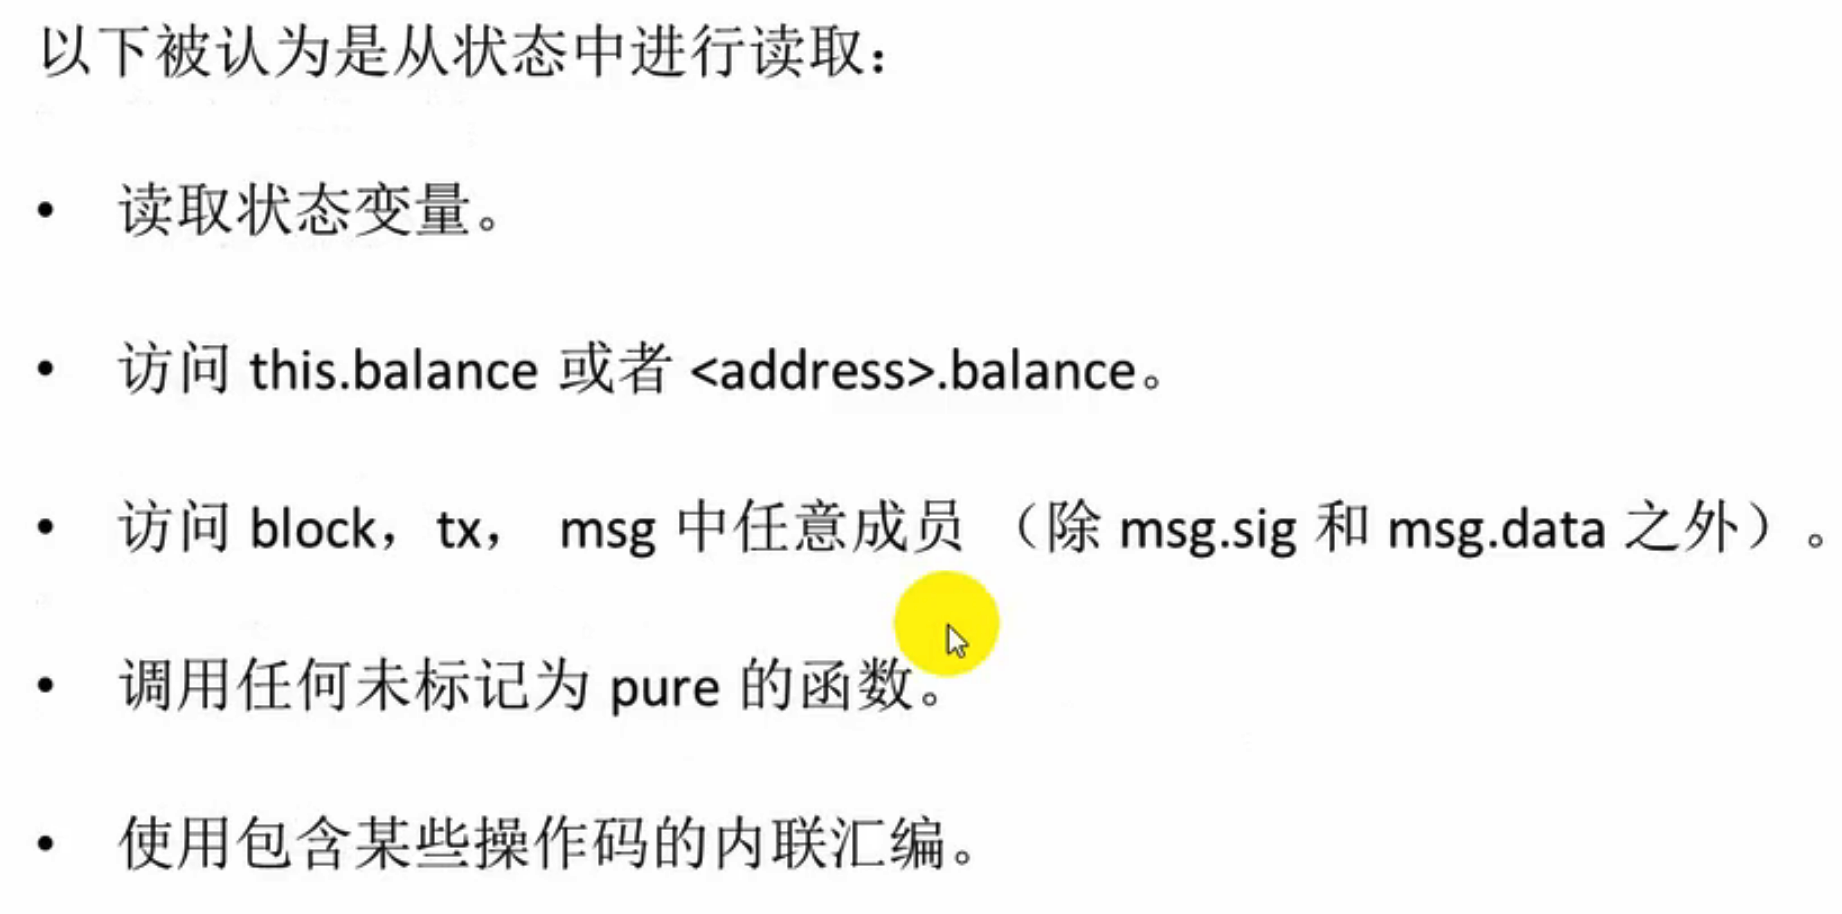 以下被认为是从状态中进行读取：
• 读取状态变量。
• 访问 this.balance 或者 <address>.balance。
• 访问 block，tx， msg 中任意成员 （除 msg.sig 和 msg.data 之外）。
• 调用任何未标记为 pure 的函数。
• 使用包含某些操作码的内联汇编。